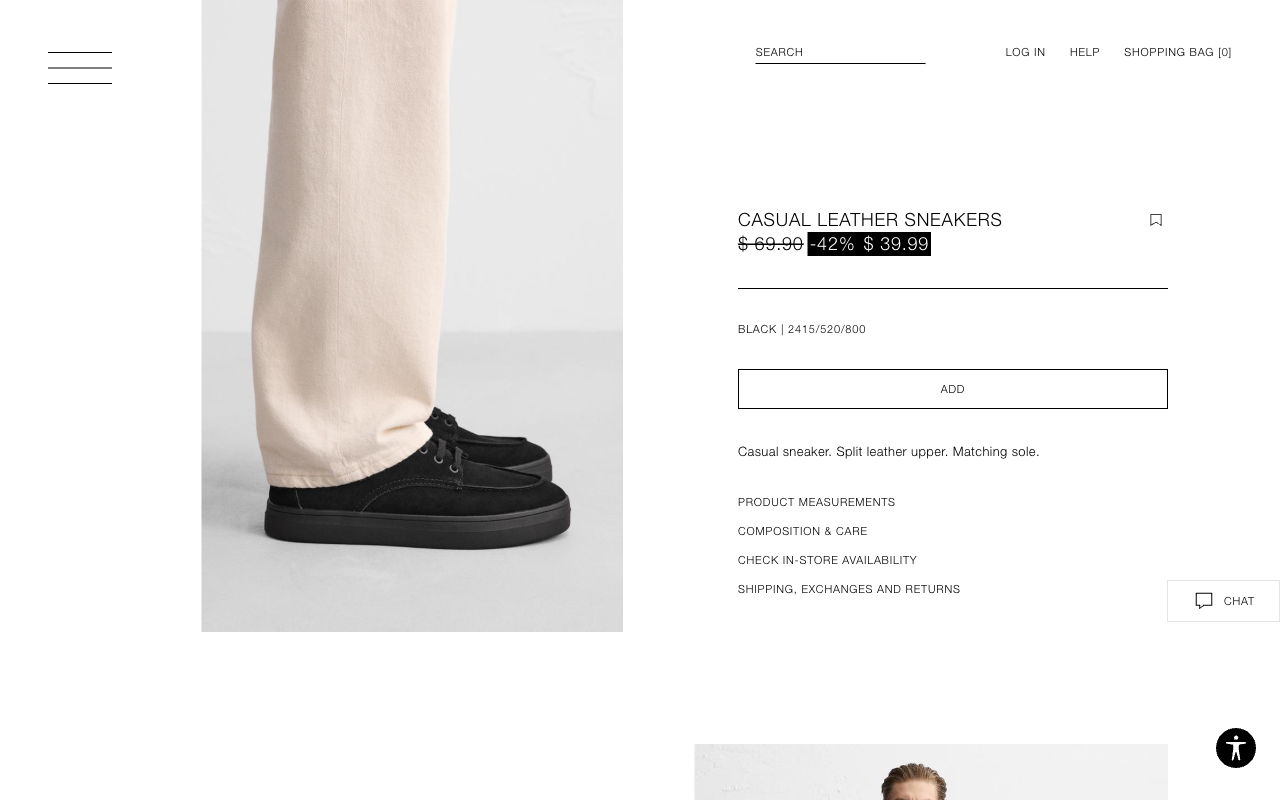 SEARCH
LOG IN
HELP
SHOPPING BAG [0]
CASUAL LEATHER SNEAKERS
$ 69.90 -42% $ 39.99
BLACK | 2415/520/800
ADD
Casual sneaker. Split leather upper. Matching sole.
PRODUCT MEASUREMENTS
COMPOSITION & CARE
CHECK IN-STORE AVAILABILITY
SHIPPING, EXCHANGES AND RETURNS
CHAT